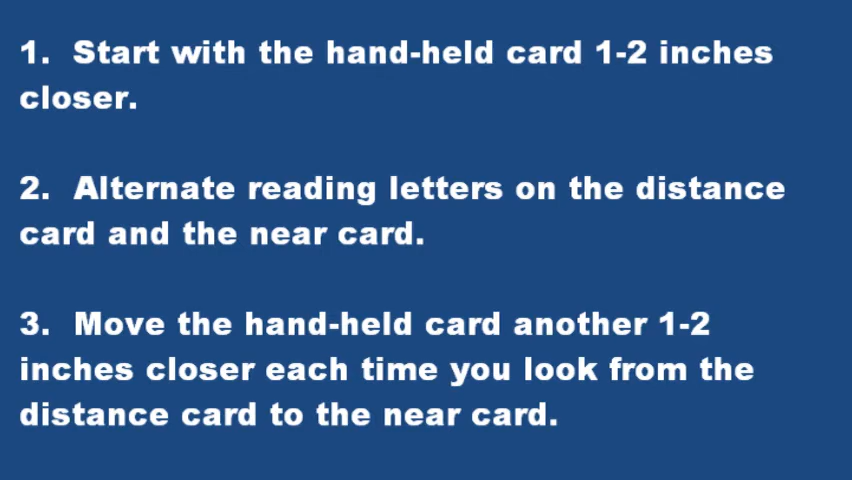 1.  Start with the hand-held card 1-2 inches
closer.
2.  Alternate reading letters on the distance
card and the near card.
3.  Move the hand-held card another 1-2
inches closer each time you look from the
distance card to the near card.